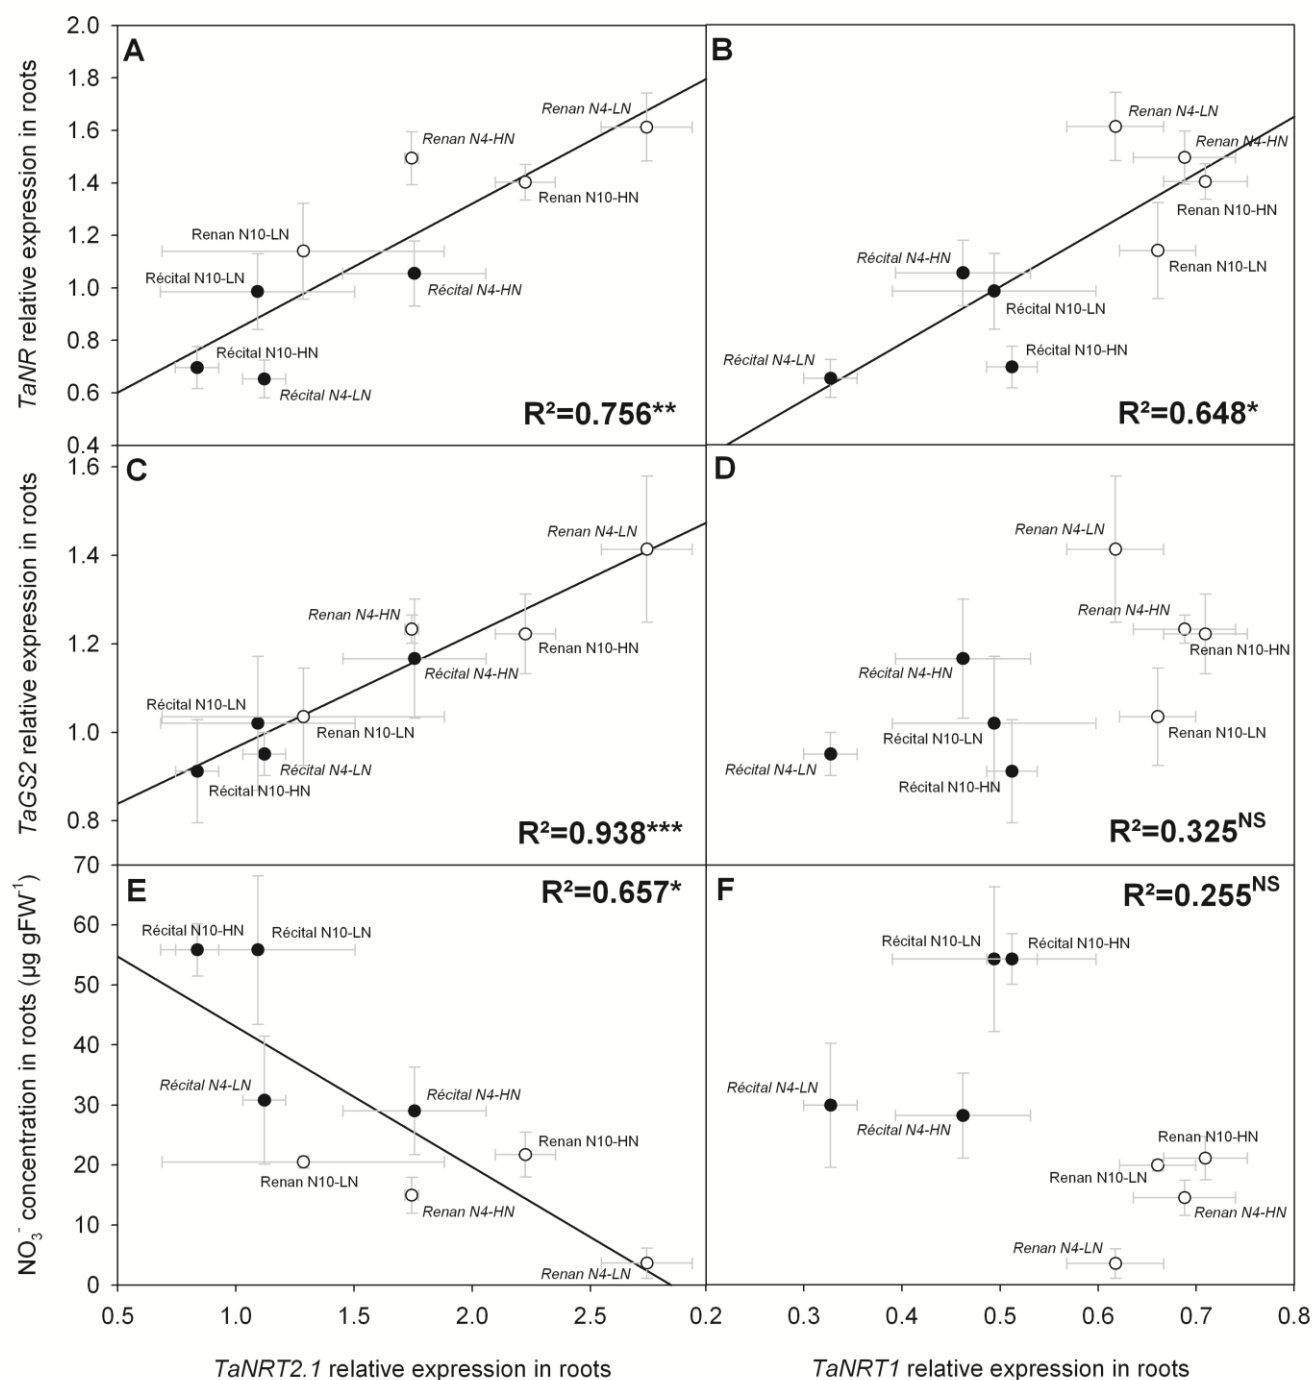 A
B
2.0
1.8
1.6
1.4
1.2
1.0
0.8
0.6
0.4
TaNR relative expression in roots
Renan N4-LN
Renan N4-HN
Renan N10-HN
Renan N10-LN
Récital N10-LN
Récital N4-HN
Récital N10-HN
Récital N4-LN
R²=0.756**
Renan N4-LN
Renan N4-HN
Renan N10-HN
Récital N4-HN
Renan N10-LN
Récital N10-LN
Récital N10-HN
Récital N4-LN
R²=0.648*
C
D
1.6
1.4
1.2
1.0
0.8
TaGS2 relative expression in roots
Renan N4-LN
Renan N4-HN
Renan N10-HN
Récital N4-HN
Récital N10-LN
Renan N10-LN
Récital N4-LN
Récital N10-HN
R²=0.938***
Renan N4-LN
Renan N4-HN
Renan N10-HN
Récital N4-HN
Renan N10-LN
Récital N10-LN
Récital N4-LN
Récital N10-HN
R²=0.325NS
E
F
70
60
50
40
30
20
10
0
NO3- concentration in roots (µg gFW-1)
R²=0.657*
Récital N10-HN
Récital N10-LN
Récital N4-LN
Récital N4-HN
Renan N10-HN
Renan N10-LN
Renan N4-HN
Renan N4-LN
R²=0.255NS
Récital N10-LN
Récital N10-HN
Récital N4-LN
Récital N4-HN
Renan N10-HN
Renan N10-LN
Renan N4-HN
Renan N4-LN
0.5 1.0 1.5 2.0 2.5 0.2 0.3 0.4 0.5 0.6 0.7 0.8
TaNRT2.1 relative expression in roots
TaNRT1 relative expression in roots